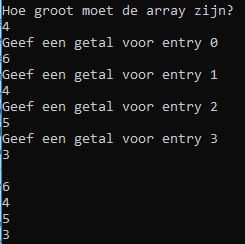 Hoe groot moet de array zijn?
4
Geef een getal voor entry 0
6
Geef een getal voor entry 1
4
Geef een getal voor entry 2
5
Geef een getal voor entry 3
3
6
4
5
3